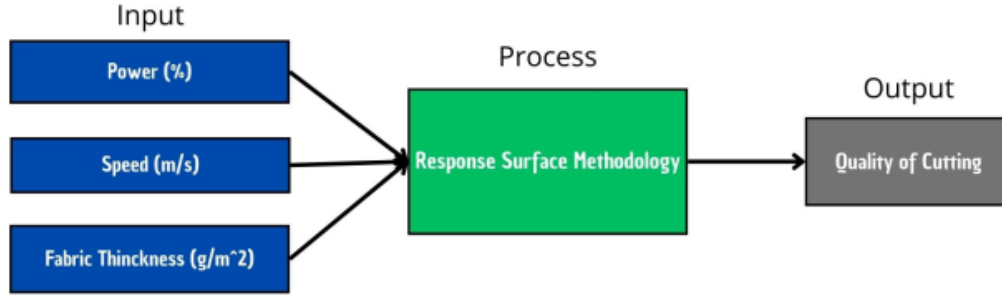 Input
Power (%)
Speed (m/s)
Fabric Thinckness (g/m^2)
Process
Response Surface Methodology
Output
Quality of Cutting